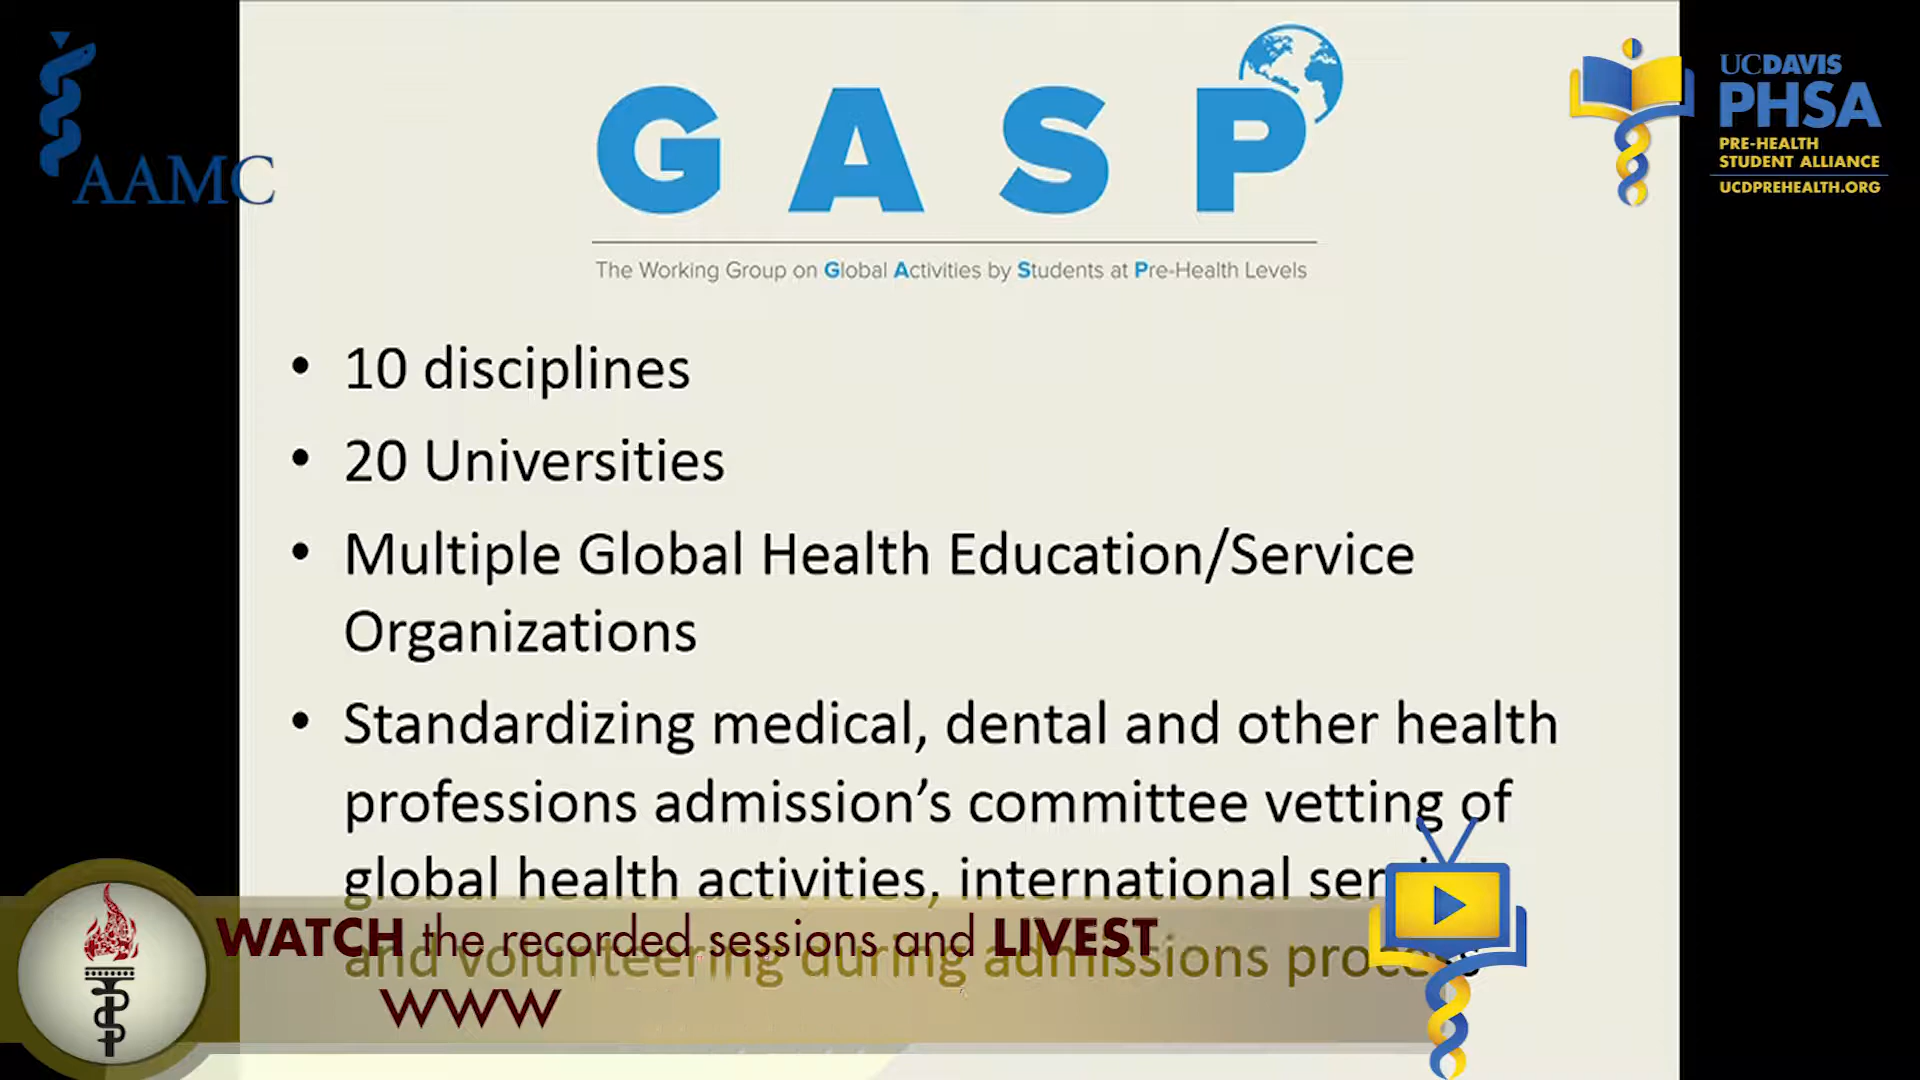 AAMC
GASP
UCDAVIS
PHSA
PRE-HEALTH
STUDENT ALLIANCE
UCDPREHEALTH.ORG
The Working Group on Global Activities by Students at Pre-Health Levels
• 10 disciplines
• 20 Universities
• Multiple Global Health Education/Service
Organizations
• Standardizing medical, dental and other health
professions admission’s committee vetting of
global health activities, international
and volunteering during admissions process
WATCH the recorded sessions and LIVEST
WWW